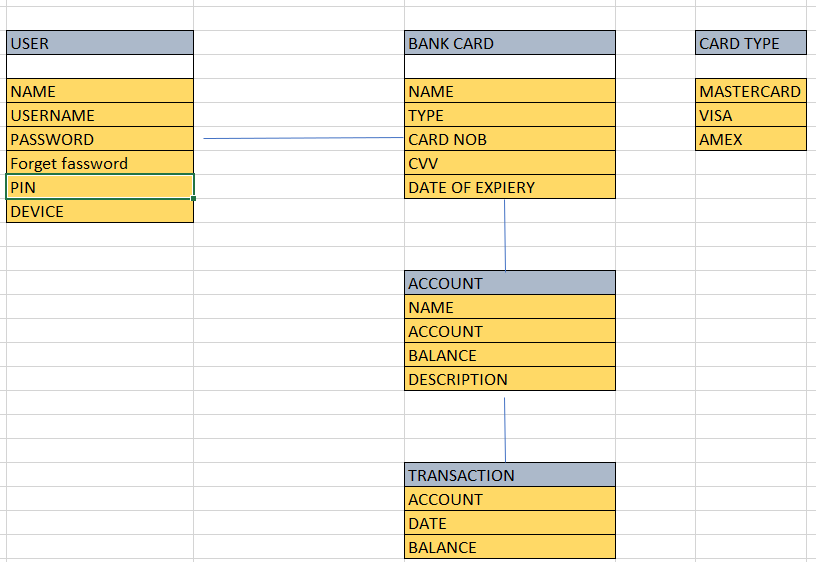 USER
NAME
USERNAME
PASSWORD
Forget fassword
PIN
DEVICE
BANK CARD
NAME
TYPE
CARD NOB
CVV
DATE OF EXPIERY
CARD TYPE
MASTERCARD
VISA
AMEX
ACCOUNT
NAME
ACCOUNT
BALANCE
DESCRIPTION
TRANSACTION
ACCOUNT
DATE
BALANCE